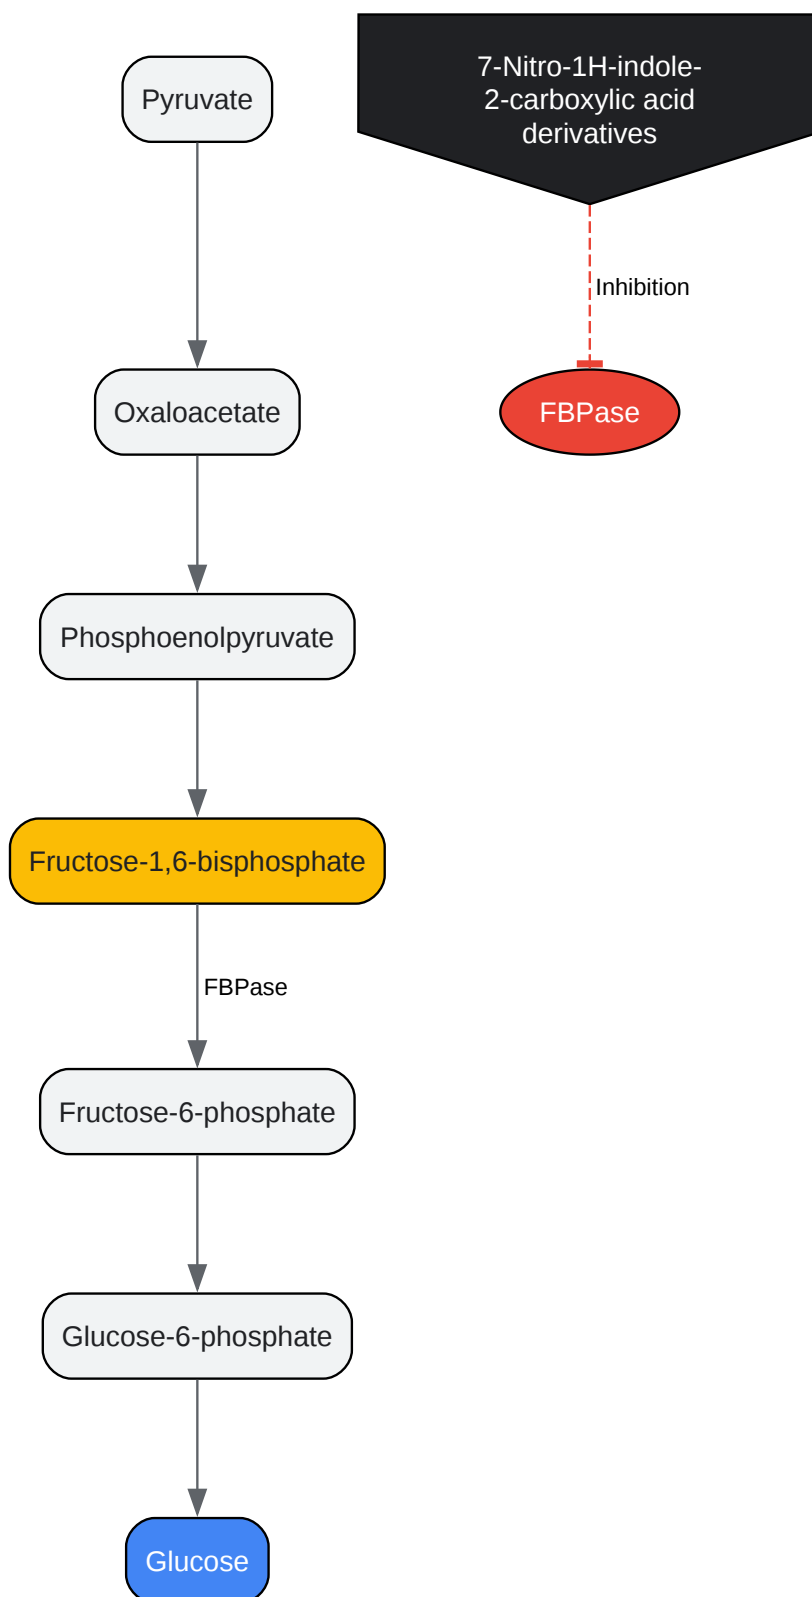 Pyruvate
7-Nitro-1H-indole-
2-carboxylic acid
derivatives
Inhibition
Oxaloacetate
FBPase
Phosphoenolpyruvate
Fructose-1,6-bisphosphate
FBPase
Fructose-6-phosphate
Glucose-6-phosphate
Glucose